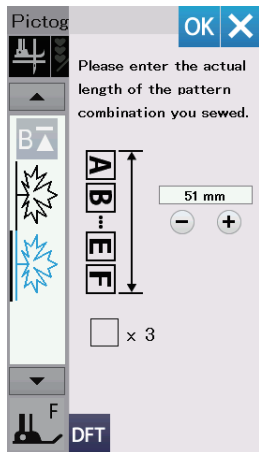 Pictog
OK
Please enter the actual
length of the pattern
combination you sewed.
B
A
B
E
F
51 mm
x 3
F
DFT